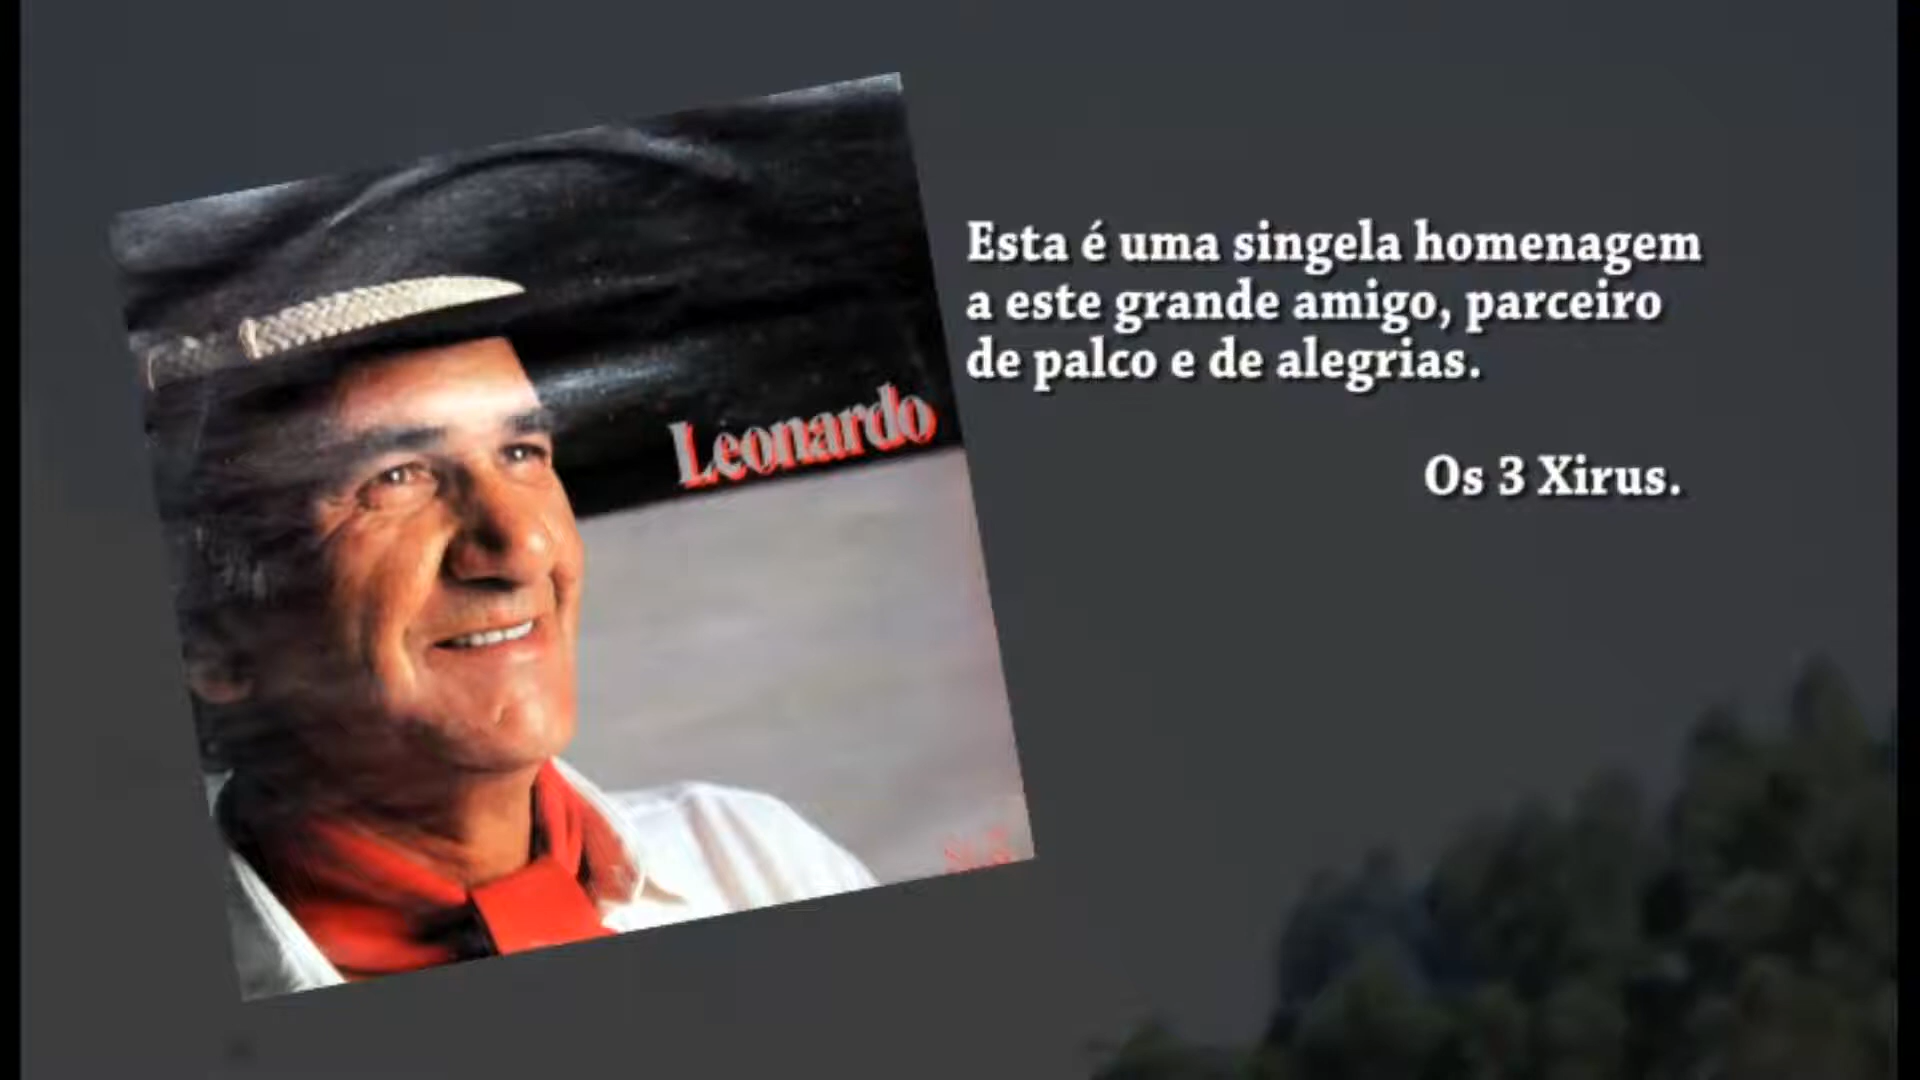 Leonardo
Esta é uma singela homenagem
a este grande amigo, parceiro
de palco e de alegrias.
Os 3 Xirus.